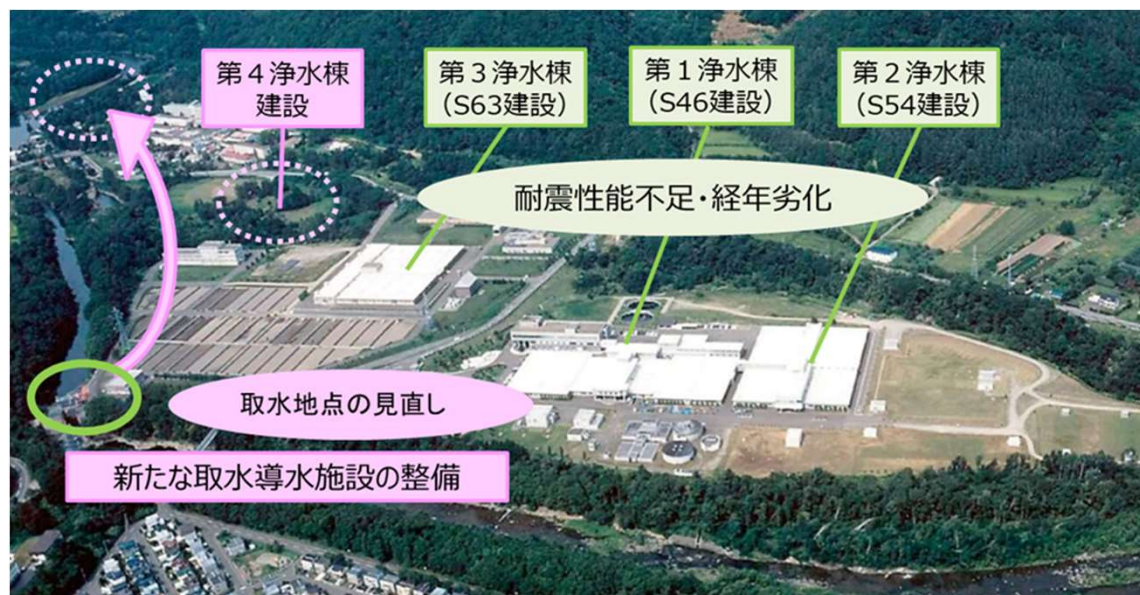 第４浄水棟
建設
第３浄水棟
（S63建設）
第１浄水棟
（S46建設）
第２浄水棟
（S54建設）
耐震性能不足・経年劣化
取水地点の見直し
新たな取水導水施設の整備